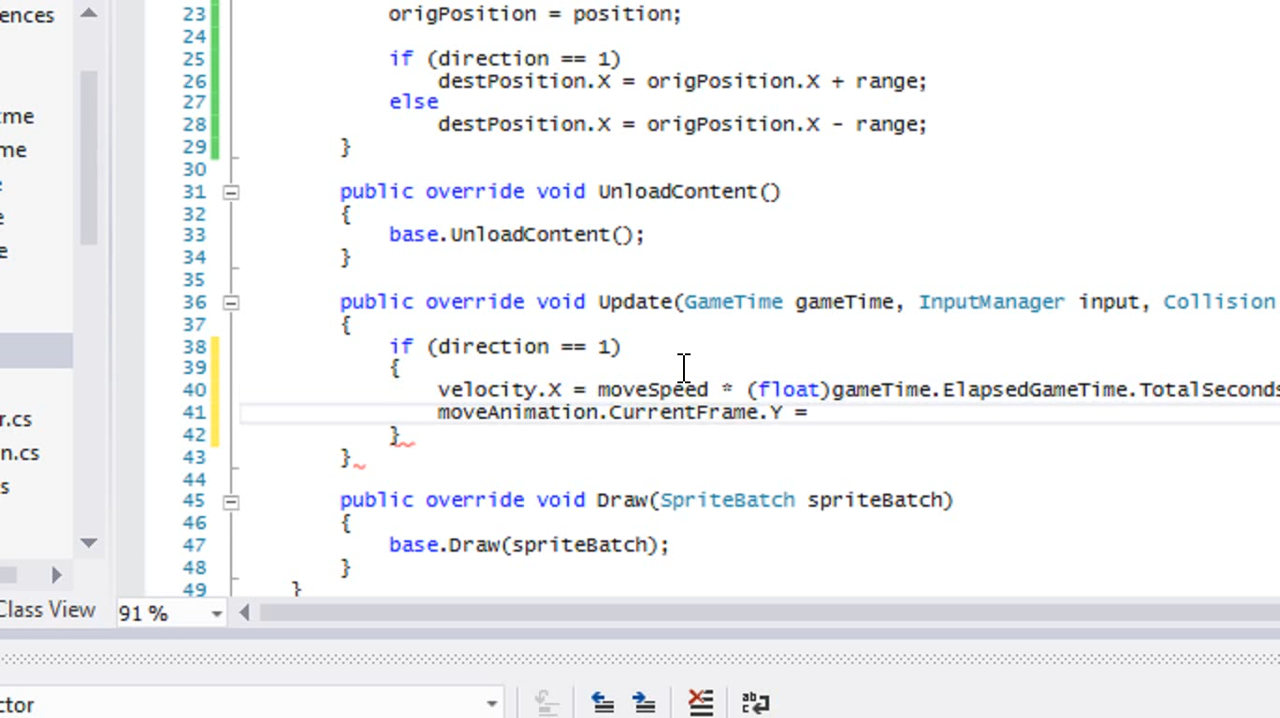 ences
cme
me
e
e
e
r.cs
n.cs
s
Class View
23 origPosition = position;
24
25 if (direction == 1)
26 destPosition.X = origPosition.X + range;
27 else
28 destPosition.X = origPosition.X - range;
29 }
30
31 public override void UnloadContent()
32 {
33 base.UnloadContent();
34 }
35
36 public override void Update(GameTime gameTime, InputManager input, Collision
37 {
38 if (direction == 1)
39 {
40 velocity.X = moveSpeed * (float)gameTime.ElapsedGameTime.TotalSeconds
41 moveAnimation.CurrentFrame.Y =
42 }
43 }
44
45 public override void Draw(SpriteBatch spriteBatch)
46 {
47 base.Draw(spriteBatch);
48 }
49 }
91 %
ctor